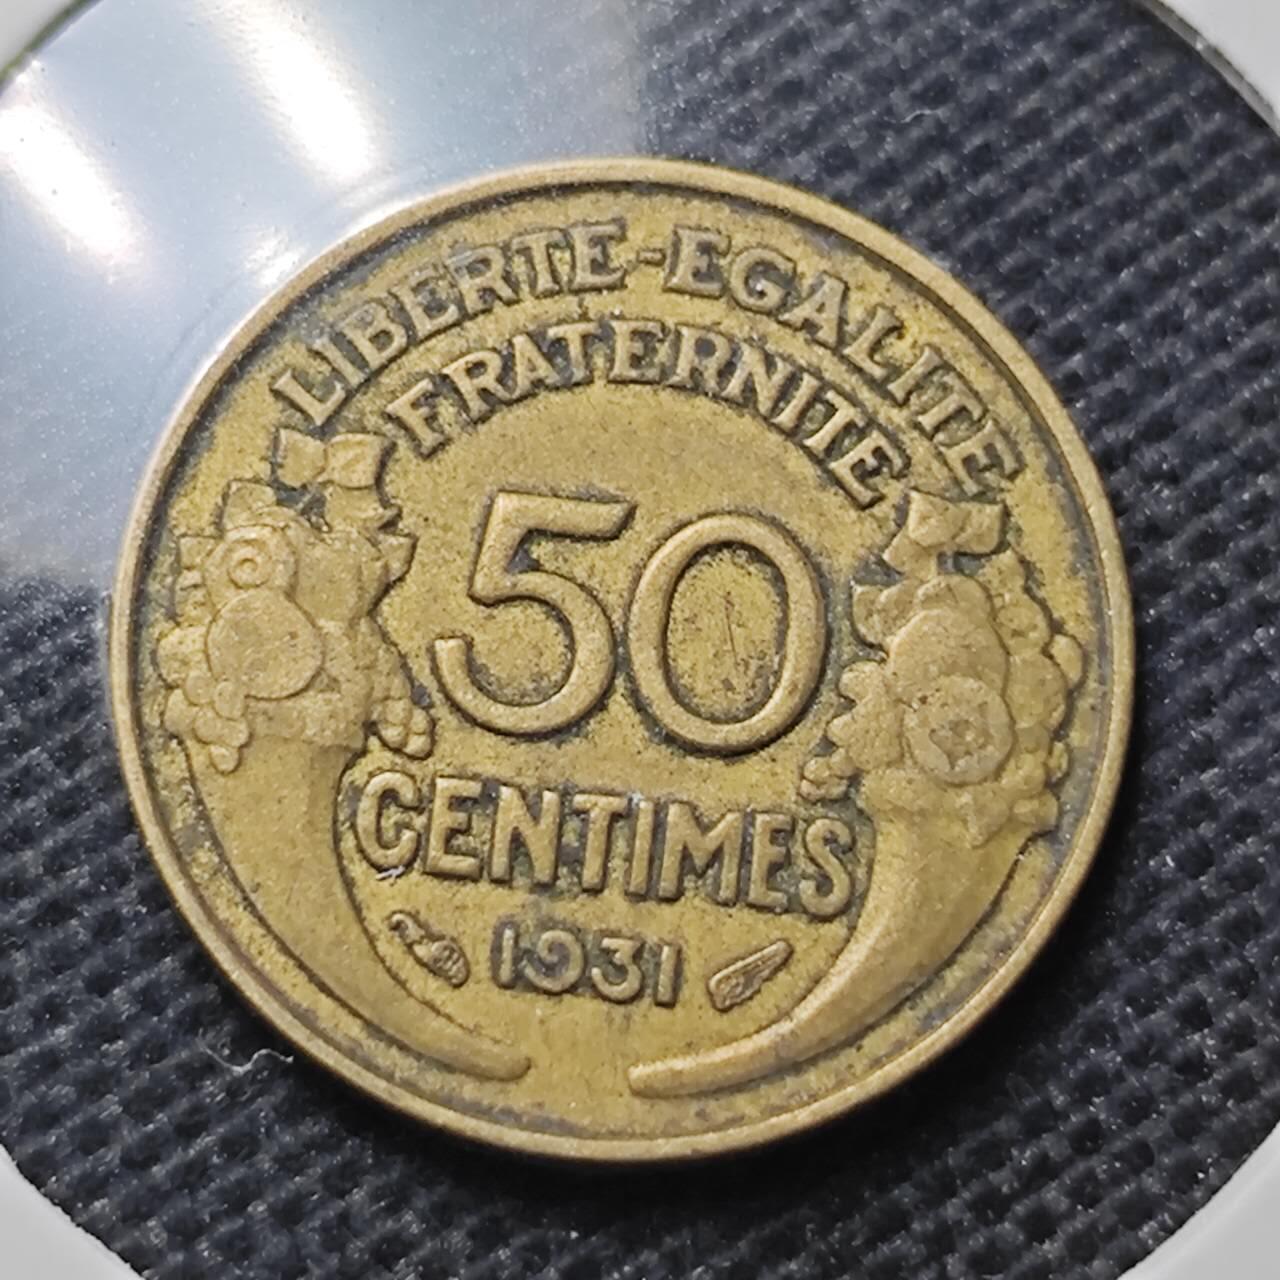 LIBERTE-EGALITE
FRATERNITE
50
CENTIMES
1931